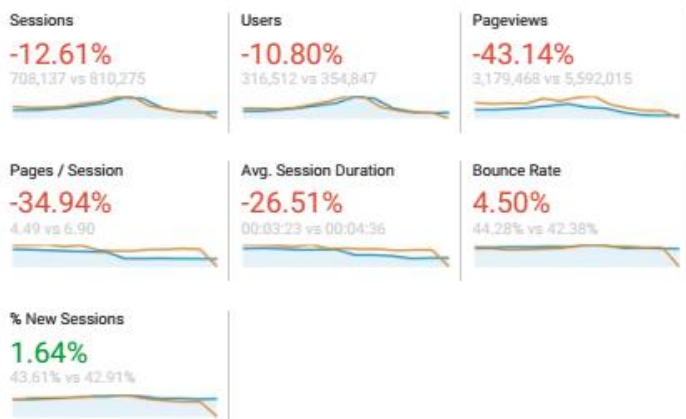 Sessions
-12.61%
708,137 vs 810,275
Users
-10.80%
316,512 vs 354,847
Pageviews
-43.14%
3,179,468 vs 5,592,015
Pages / Session
-34.94%
4.49 vs 6.90
Avg. Session Duration
-26.51%
00:03:23 vs 00:04:36
Bounce Rate
4.50%
44.28% vs 42.38%
% New Sessions
1.64%
43.61% vs 42.91%